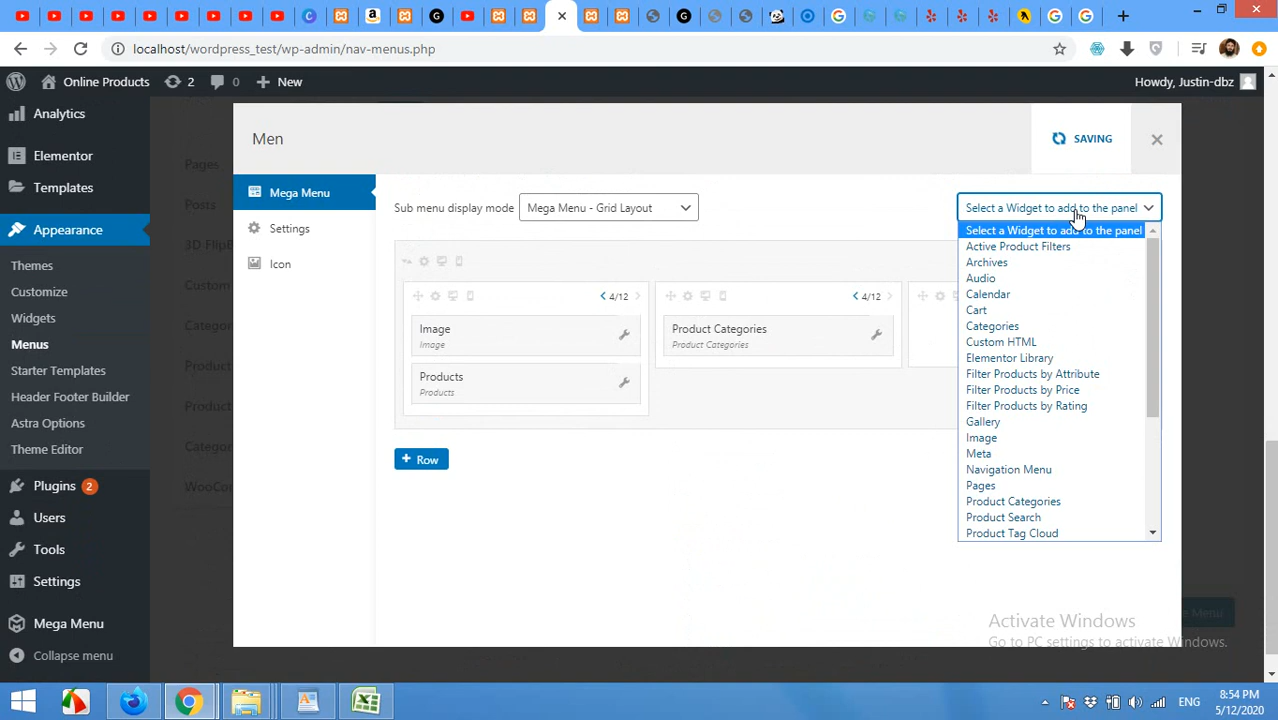 localhost/wordpress_test/wp-admin/nav-menus.php
Online Products 2 0 New Howdy, Justin-dbz
Analytics
Elementor
Templates
Appearance
Themes
Customize
Widgets
Menus
Starter Templates
Header Footer Builder
Astra Options
Theme Editor
Plugins 2
Users
Tools
Settings
Mega Menu
Collapse menu
Pages
Posts
Custom
Men
SAVING
Mega Menu
Settings
Icon
Sub menu display mode Mega Menu - Grid Layout
4/12
Image
Image
Products
Products
4/12
Product Categories
Product Categories
+ Row
Select a Widget to add to the panel
Select a Widget to add to the panel
Active Product Filters
Archives
Audio
Calendar
Cart
Categories
Custom HTML
Elementor Library
Filter Products by Attribute
Filter Products by Price
Filter Products by Rating
Gallery
Image
Meta
Navigation Menu
Pages
Product Categories
Product Search
Product Tag Cloud
Menu
Activate Windows
Go to PC settings to activate Windows.
ENG
8:54 PM
5/12/2020